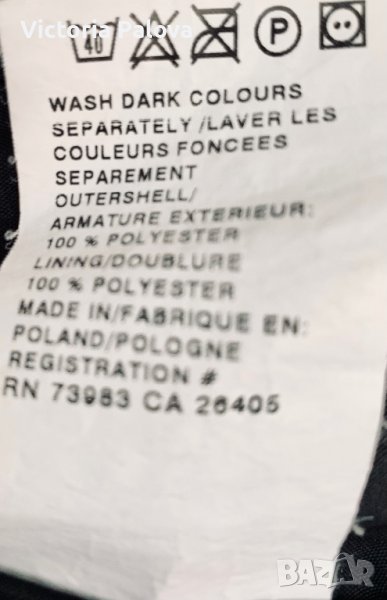 Victoria Palova
40 P
WASH DARK COLOURS
SEPARATELY /LAVER LES
COULEURS FONCEES
SEPAREMENT
OUTERSHELL/
ARMATURE EXTERIEUR:
100 % POLYESTER
LINING/DOUBLURE
100 % POLYESTER
MADE IN/FABRIQUE EN:
POLAND/POLOGNE
REGISTRATION #
RN 73983 CA 26405
BAZAR